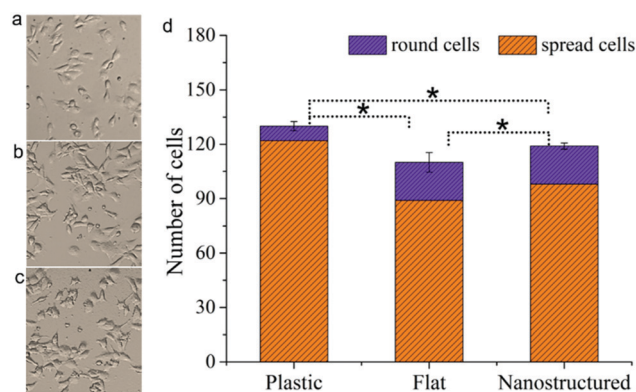 a
b
c
d
180
150
120
90
60
30
0
Number of cells
round cells
spread cells
*
*
*
Plastic
Flat
Nanostructured